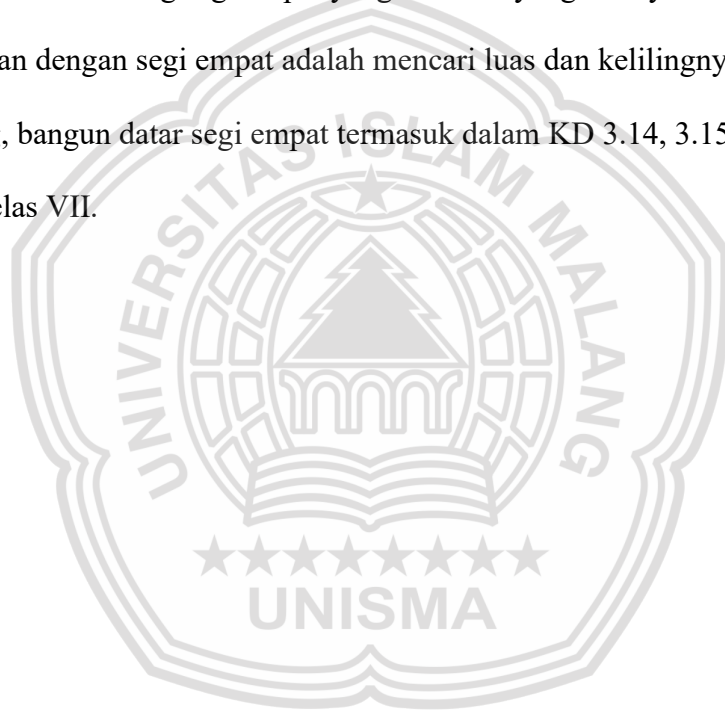 an dengan segi empat adalah mencari luas dan kelilingny
, bangun datar segi empat termasuk dalam KD 3.14, 3.15
elas VII.
UNIVERSITAS ISLAM MALANG
UNISMA